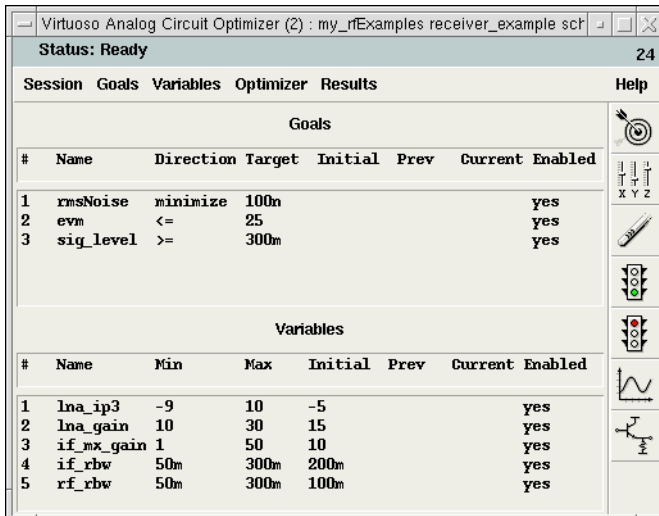 Virtuoso Analog Circuit Optimizer (2) : my_rfExamples receiver_example sch
Status: Ready 24
Session Goals Variables Optimizer Results Help
Goals
# Name Direction Target Initial Prev Current Enabled
1 rmsNoise minimize 100n yes
2 evm <= 25 yes
3 sig_level >= 300m yes
X Y Z
Variables
# Name Min Max Initial Prev Current Enabled
1 lna_ip3 -9 10 -5 yes
2 lna_gain 10 30 15 yes
3 if_mx_gain 1 50 10 yes
4 if_rbw 50m 300m 200m yes
5 rf_rbw 50m 300m 100m yes